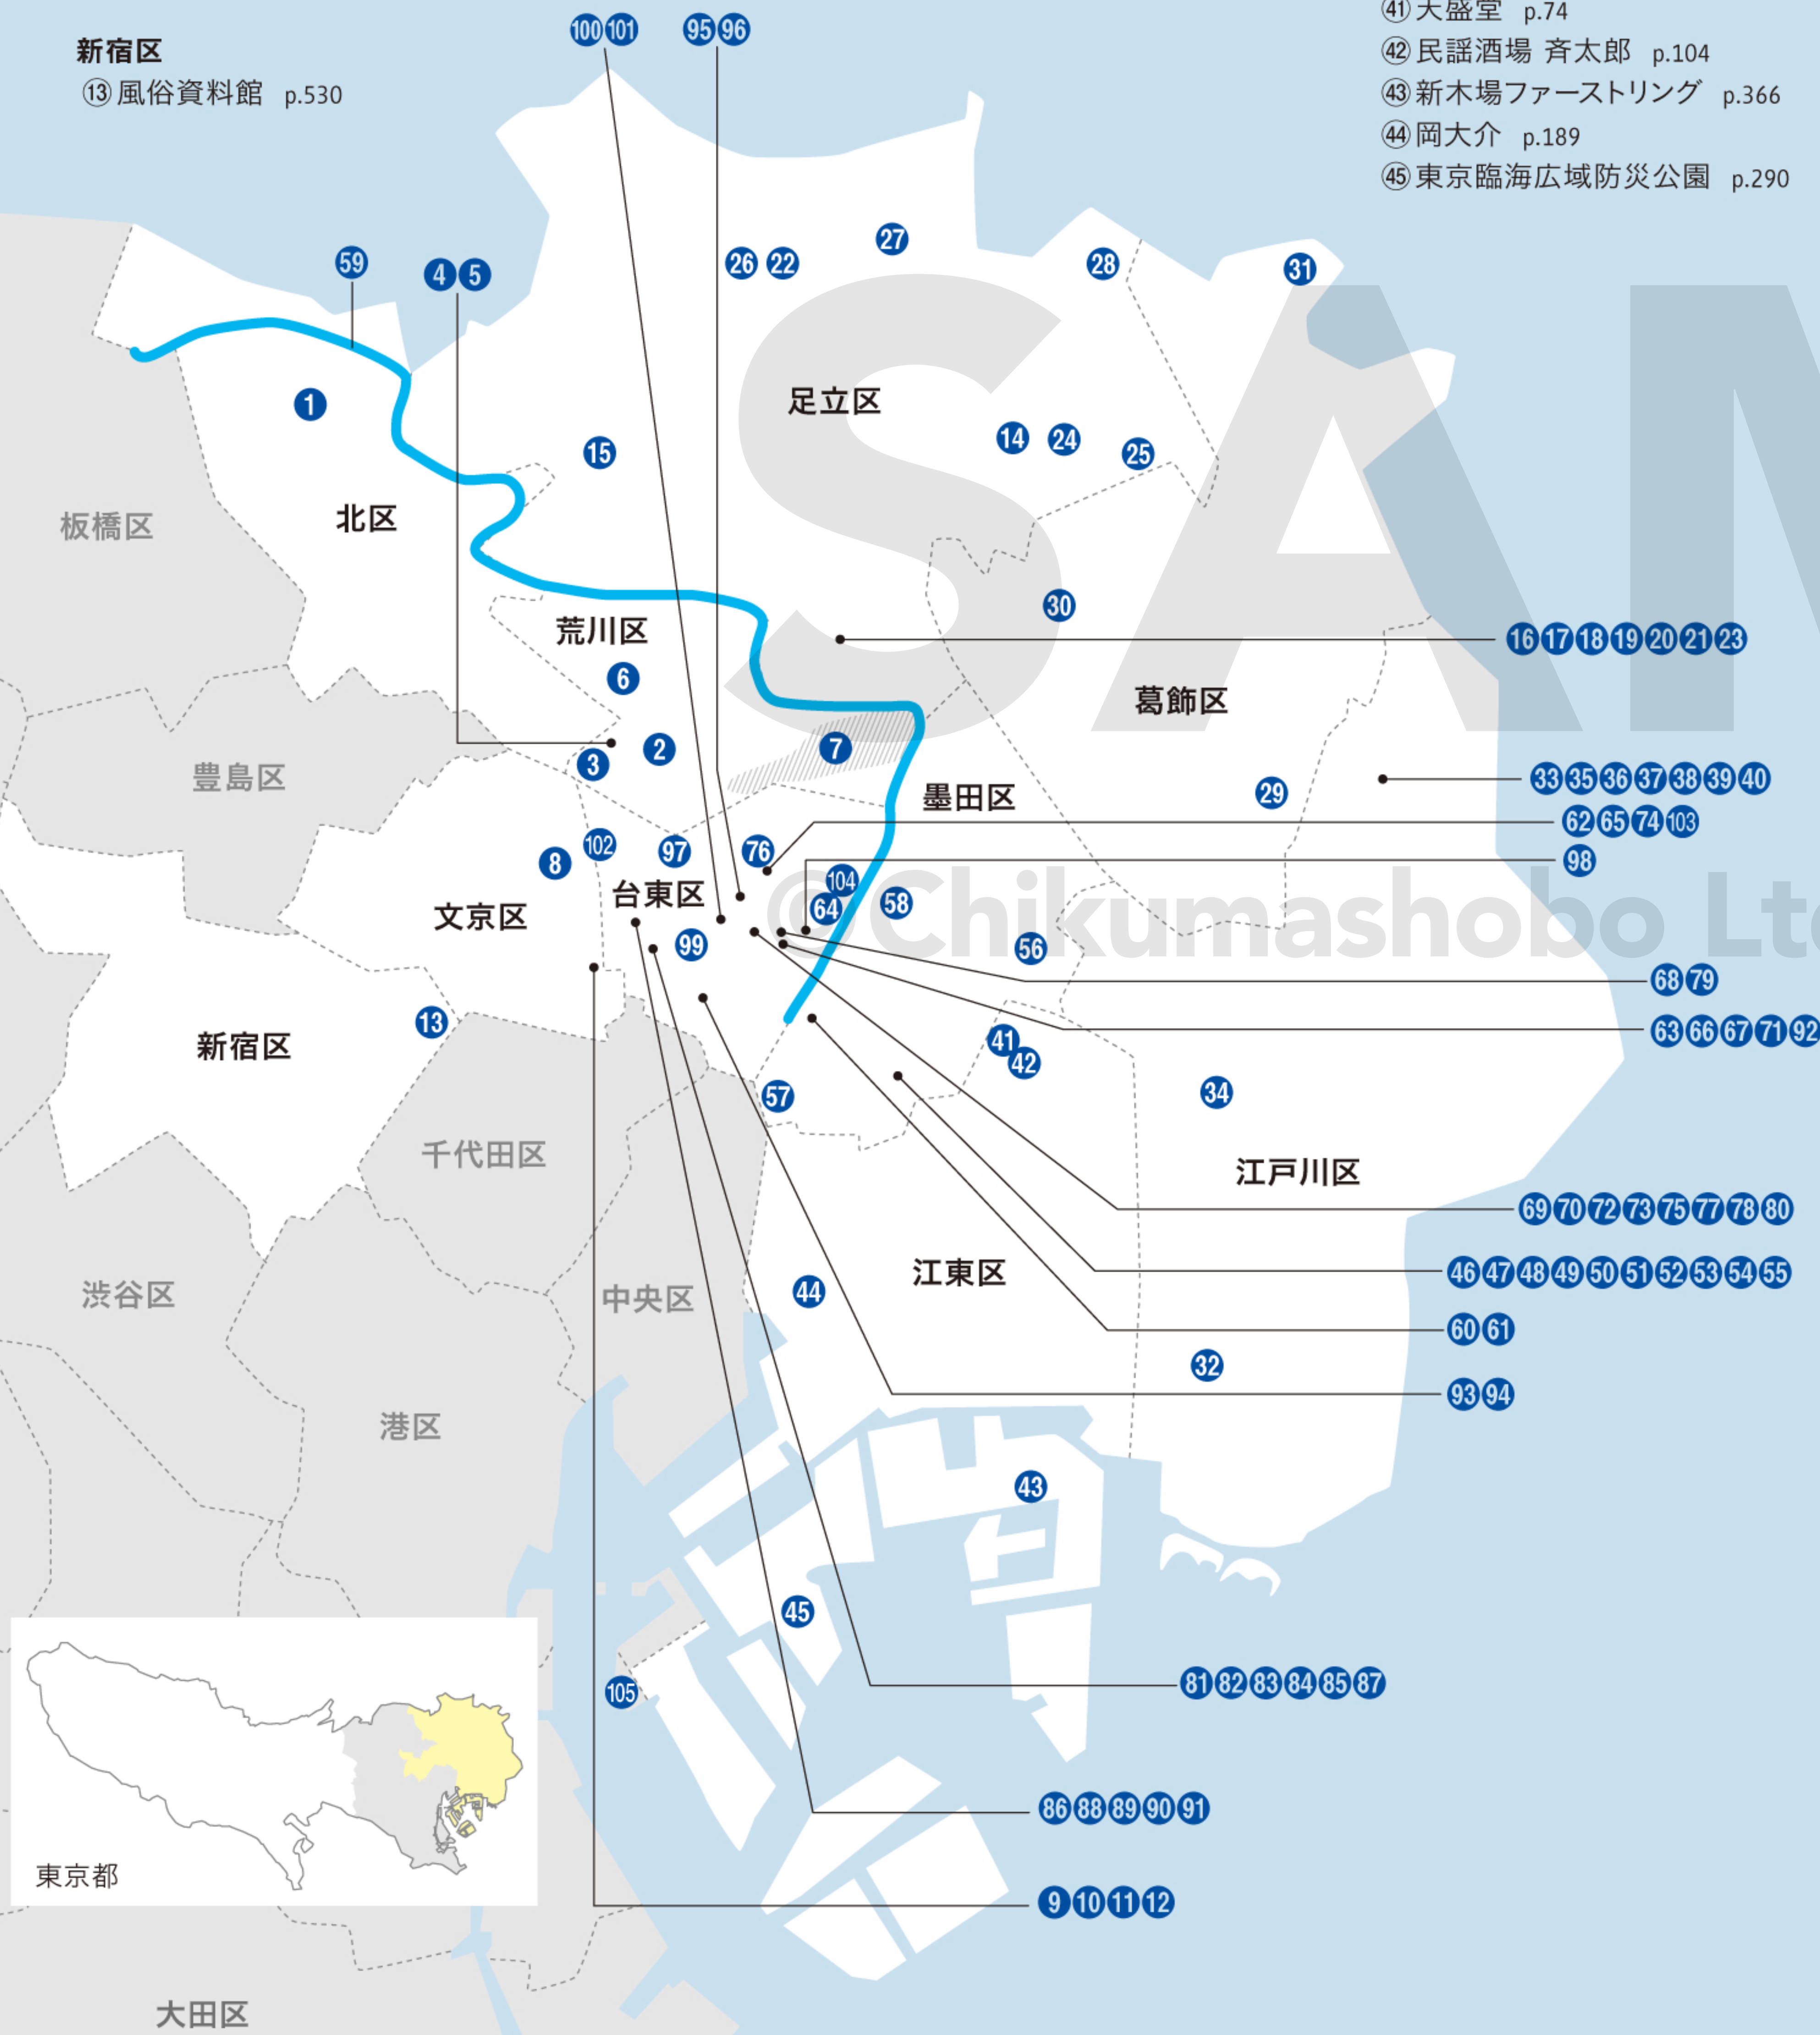 新宿区
⑬風俗資料館 p.530
㊶大盛堂 p.74
㊷民謡酒場 斉太郎 p.104
㊸新木場ファーストリング p.366
㊹岡大介 p.189
㊺東京臨海広域防災公園 p.290
100 101
95 96
27
26 22
28
31
59
4 5
1
足立区
15
14 24 25
板橋区
北区
30
荒川区
16 17 18 19 20 21 23
6
葛飾区
2
3
7
豊島区
墨田区
29
33 35 36 37 38 39 40
62 65 74 103
8
102
97
76
98
104
64
58
台東区
文京区
99
56
68 79
13
新宿区
41
42
63 66 67 71 92
57
34
千代田区
江戸川区
69 70 72 73 75 77 78 80
46 47 48 49 50 51 52 53 54 55
渋谷区
中央区
44
江東区
60 61
32
93 94
港区
43
45
105
81 82 83 84 85 87
86 88 89 90 91
東京都
9 10 11 12
大田区
©Chikumashobo Ltd